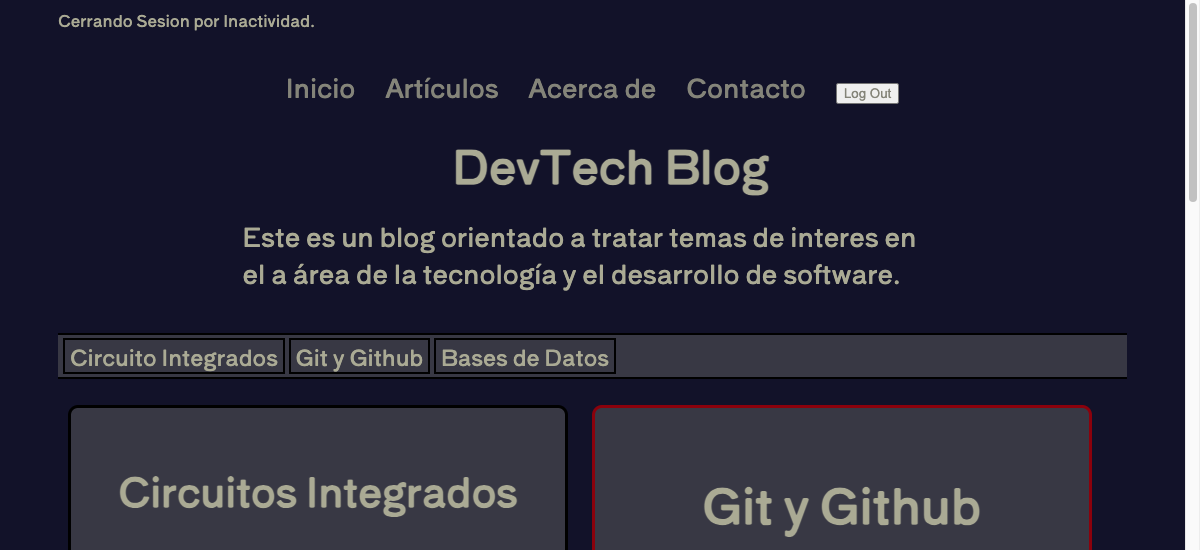 Cerrando Sesion por Inactividad.
Inicio Artículos Acerca de Contacto Log Out
DevTech Blog
Este es un blog orientado a tratar temas de interes en
el a área de la tecnología y el desarrollo de software.
Circuito Integrados Git y Github Bases de Datos
Circuitos Integrados
Git y Github